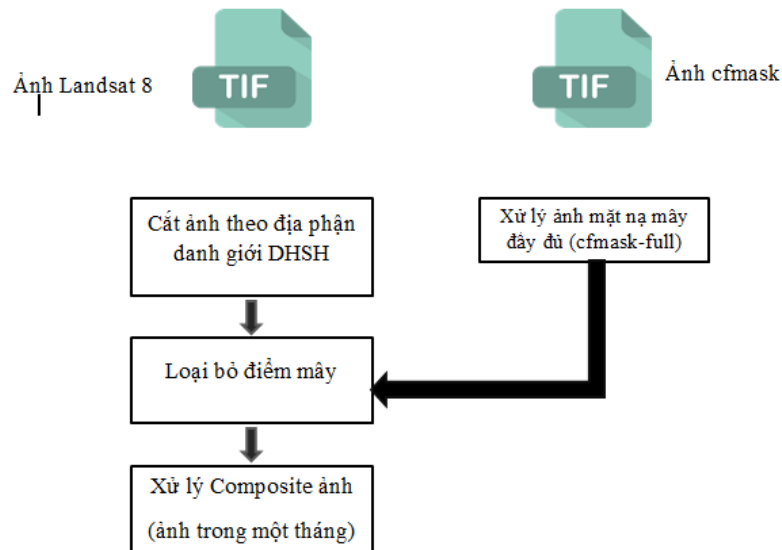 Ảnh Landsat 8
TIF
TIF
Ảnh cfmask
Cắt ảnh theo địa phận
danh giới DHSH
Xử lý ảnh mặt nạ mây
đầy đủ (cfmask-full)
Loại bỏ điểm mây
Xử lý Composite ảnh
(ảnh trong một tháng)